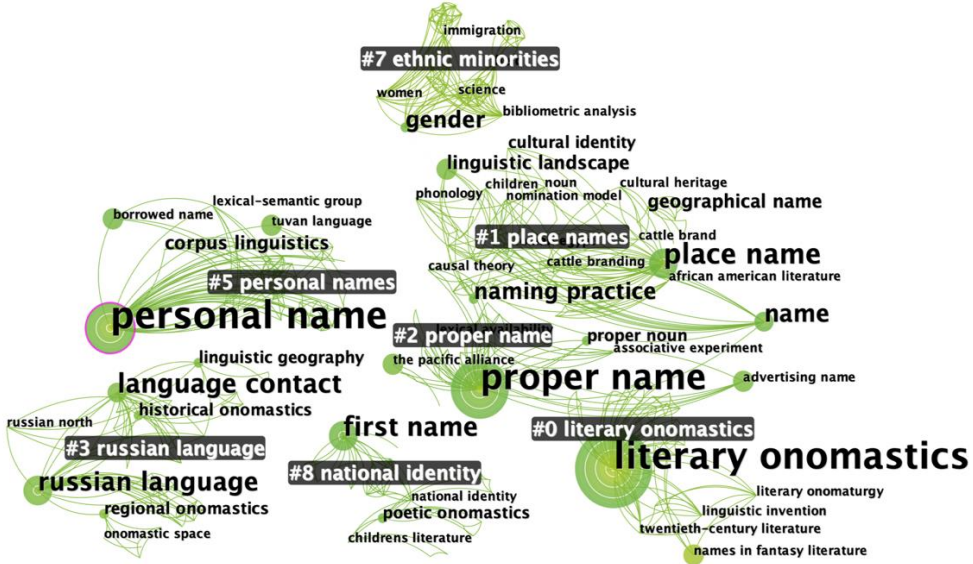 immigration
#7 ethnic minorities
women
science
bibliometric analysis
gender
cultural identity
linguistic landscape
children noun
cultural heritage
phonology
nomination model
geographical name
lexical-semantic group
borrowed name
tuvan language
corpus linguistics
#1 place names
cattle brand
place name
causal theory
cattle branding
african american literature
#5 personal names
naming practice
personal name
name
lexical availability
#2 proper name
proper noun
associative experiment
linguistic geography
the pacific alliance
language contact
proper name
advertising name
historical onomastics
russian north
first name
#0 literary onomastics
#3 russian language
literary onomastics
#8 national identity
russian language
national identity
literary onomaturgy
regional onomastics
poetic onomastics
linguistic invention
onomastic space
childrens literature
twentieth-century literature
names in fantasy literature